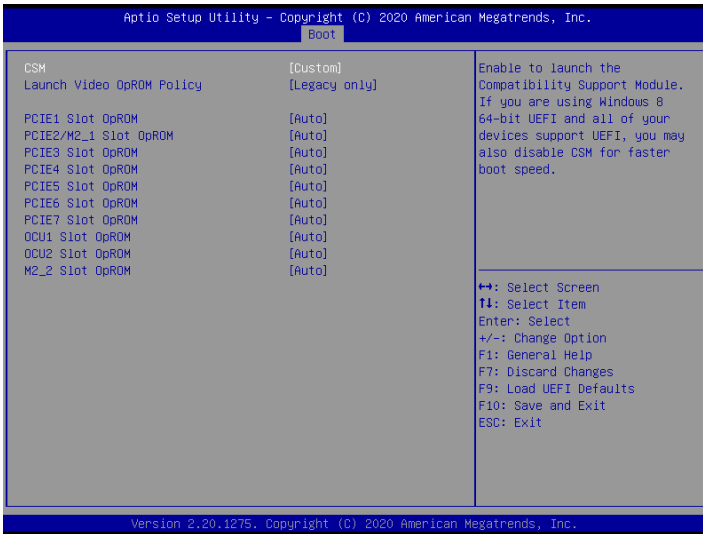 Aptio Setup Utility – Copyright (C) 2020 American Megatrends, Inc.
Boot
CSM [Custom]
Launch Video OpROM Policy [Legacy only]
PCIE1 Slot OpROM [Auto]
PCIE2/M2_1 Slot OpROM [Auto]
PCIE3 Slot OpROM [Auto]
PCIE4 Slot OpROM [Auto]
PCIE5 Slot OpROM [Auto]
PCIE6 Slot OpROM [Auto]
PCIE7 Slot OpROM [Auto]
OCU1 Slot OpROM [Auto]
OCU2 Slot OpROM [Auto]
M2_2 Slot OpROM [Auto]
Enable to launch the
Compatibility Support Module.
If you are using Windows 8
64-bit UEFI and all of your
devices support UEFI, you may
also disable CSM for faster
boot speed.
↔: Select Screen
↑↓: Select Item
Enter: Select
+/-: Change Option
F1: General Help
F7: Discard Changes
F9: Load UEFI Defaults
F10: Save and Exit
ESC: Exit
Version 2.20.1275. Copyright (C) 2020 American Megatrends, Inc.